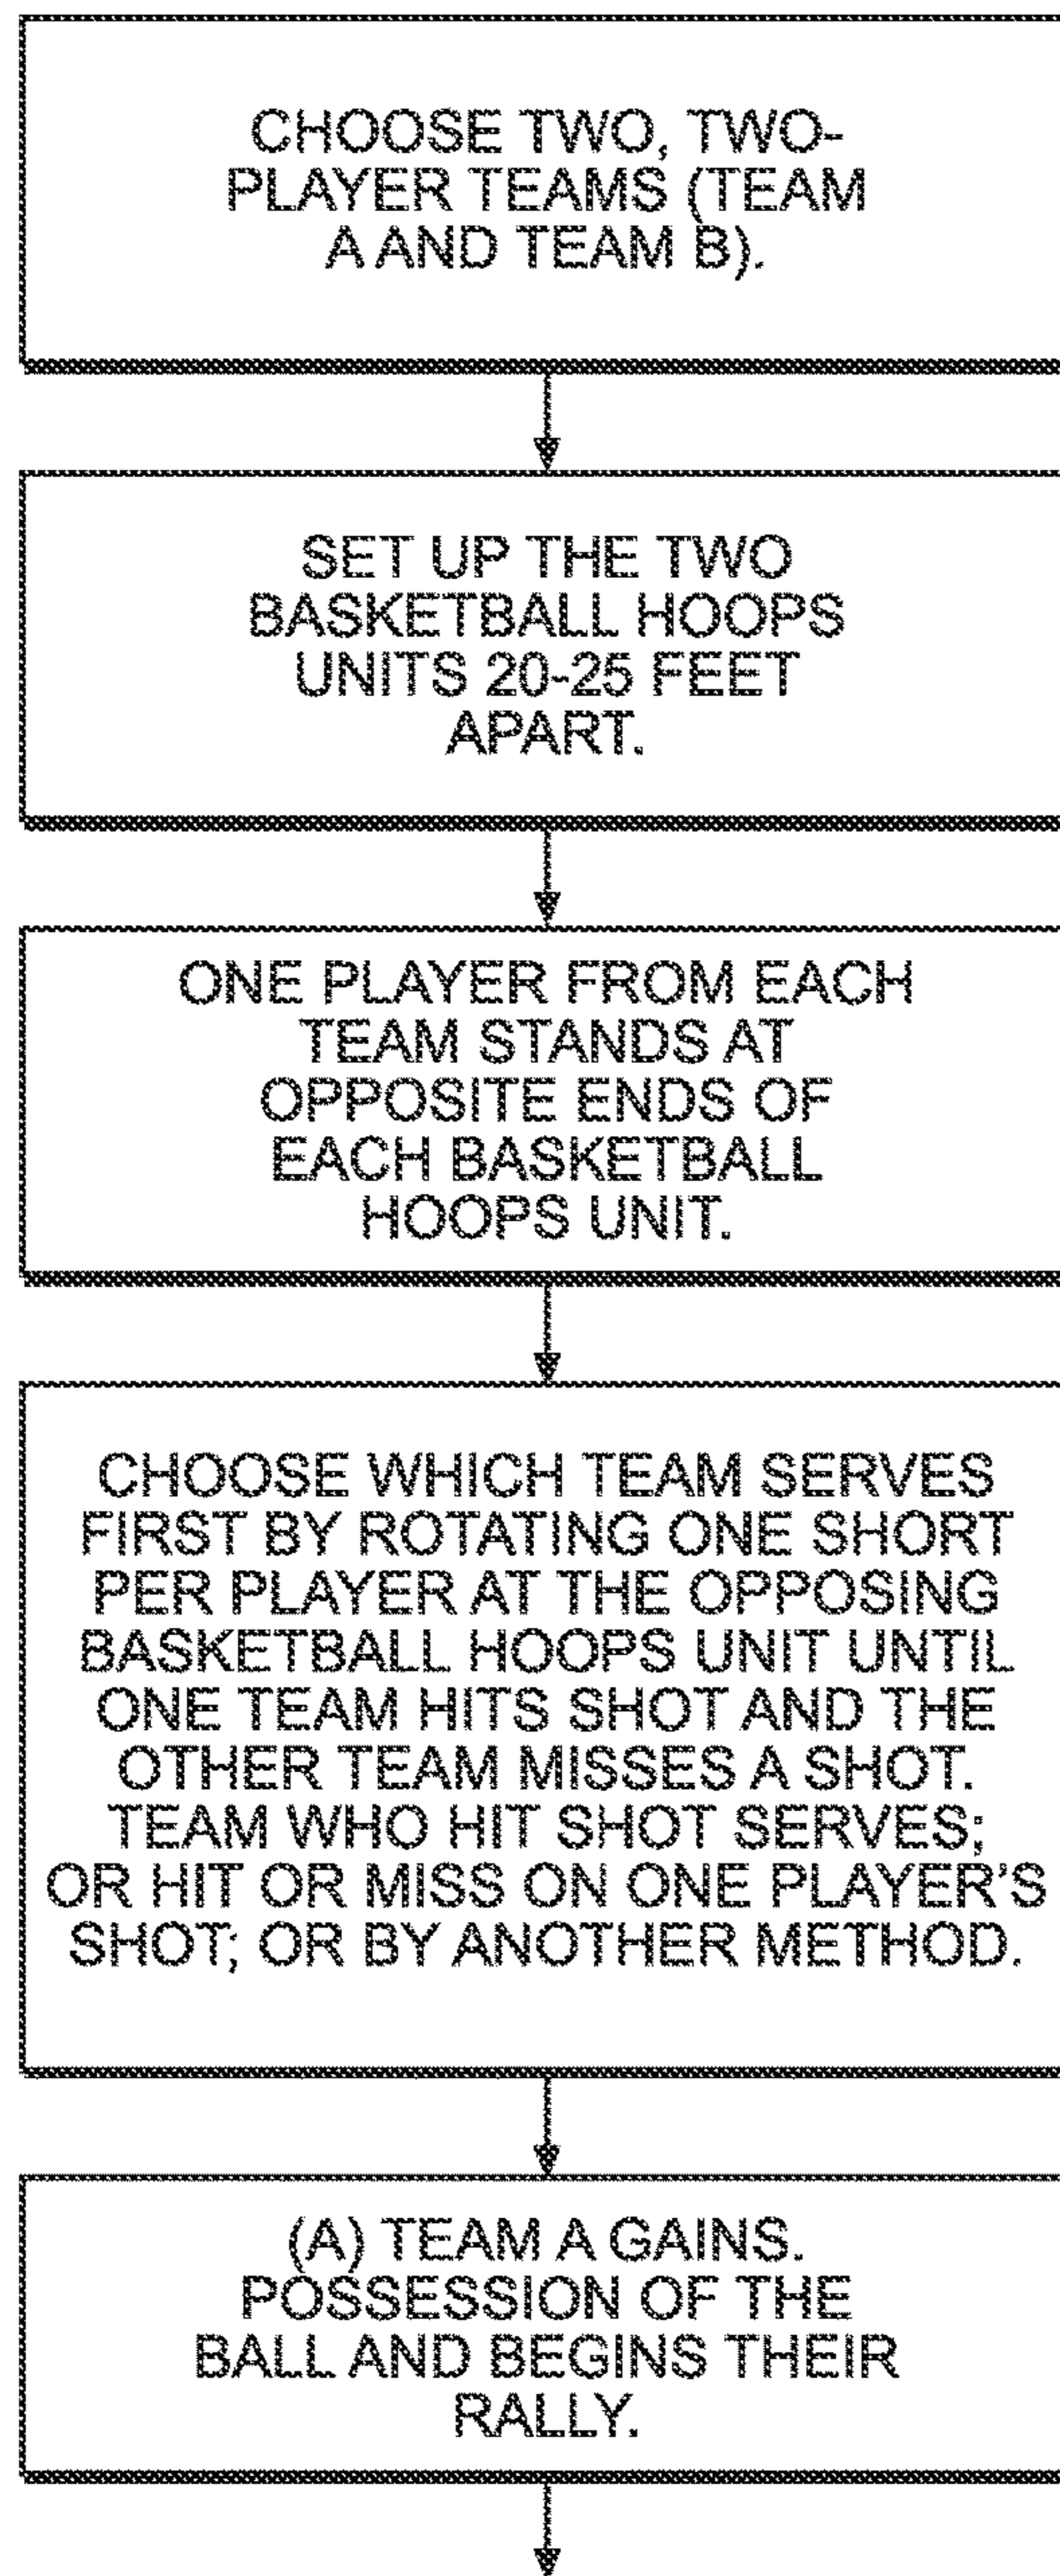 CHOOSE TWO, TWO-
PLAYER TEAMS (TEAM
A AND TEAM B).
SET UP THE TWO
BASKETBALL HOOPS
UNITS 20-25 FEET
APART.
ONE PLAYER FROM EACH
TEAM STANDS AT
OPPOSITE ENDS OF
EACH BASKETBALL
HOOPS UNIT.
CHOOSE WHICH TEAM SERVES
FIRST BY ROTATING ONE SHORT
PER PLAYER AT THE OPPOSING
BASKETBALL HOOPS UNIT UNTIL
ONE TEAM HITS SHOT AND THE
OTHER TEAM MISSES A SHOT.
TEAM WHO HIT SHOT SERVES;
OR HIT OR MISS ON ONE PLAYER'S
SHOT; OR BY ANOTHER METHOD.
(A) TEAM A GAINS.
POSSESSION OF THE
BALL AND BEGINS THEIR
RALLY.